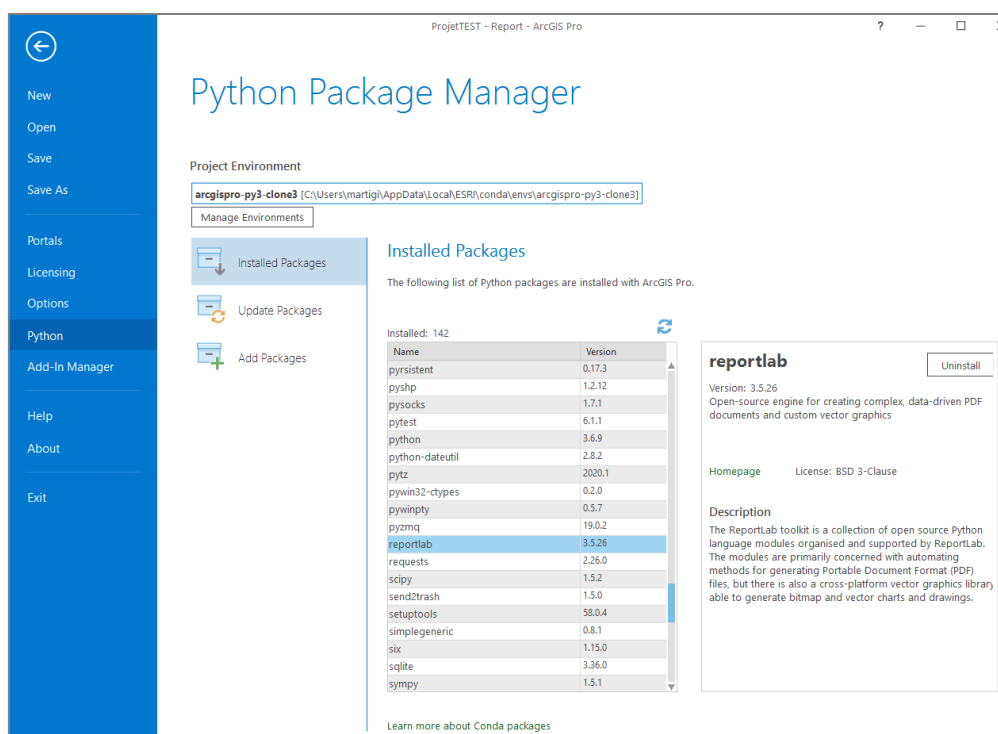 ProjetTEST - Report - ArcGIS Pro
?
New
Open
Save
Save As
Portals
Licensing
Options
Python
Add-In Manager
Help
About
Exit
Python Package Manager
Project Environment
arcgispro-py3-clone3 [C:\Users\martigi\AppData\Local\ESRI\conda\envs\arcgispro-py3-clone3]
Manage Environments
Installed Packages
Update Packages
Add Packages
Installed Packages
The following list of Python packages are installed with ArcGIS Pro.
Installed: 142
Name Version
pyrsistent 0.17.3
pyshp 1.2.12
pysocks 1.7.1
pytest 6.1.1
python 3.6.9
python-dateutil 2.8.2
pytz 2020.1
pywin32-ctypes 0.2.0
pywinpty 0.5.7
pyzmq 19.0.2
reportlab 3.5.26
requests 2.26.0
scipy 1.5.2
send2trash 1.5.0
setuptools 58.0.4
simplegeneric 0.8.1
six 1.15.0
sqlite 3.36.0
sympy 1.5.1
Learn more about Conda packages
reportlab
Uninstall
Version: 3.5.26
Open-source engine for creating complex, data-driven PDF
documents and custom vector graphics
Homepage License: BSD 3-Clause
Description
The ReportLab toolkit is a collection of open source Python
language modules organised and supported by ReportLab.
The modules are primarily concerned with automating
methods for generating Portable Document Format (PDF)
files, but there is also a cross-platform vector graphics library
able to generate bitmap and vector charts and drawings.